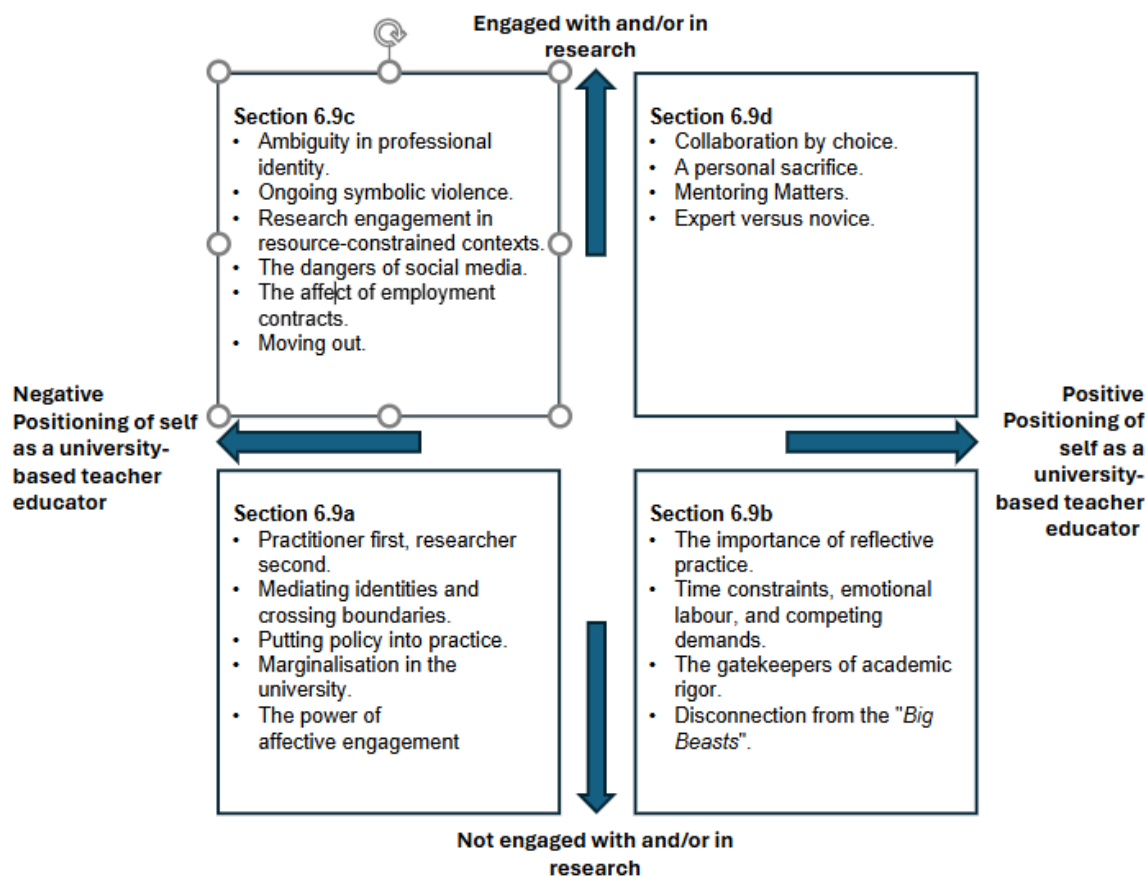 Engaged with and/or in
research
Section 6.9c
• Ambiguity in professional
identity.
• Ongoing symbolic violence.
• Research engagement in
resource-constrained contexts.
• The dangers of social media.
• The affect of employment
contracts.
• Moving out.
Section 6.9d
• Collaboration by choice.
• A personal sacrifice.
• Mentoring Matters.
• Expert versus novice.
Negative
Positioning of self
as a university-
based teacher
educator
Positive
Positioning of
self as a
university-
based teacher
educator
Section 6.9a
• Practitioner first, researcher
second.
• Mediating identities and
crossing boundaries.
• Putting policy into practice.
• Marginalisation in the
university.
• The power of
affective engagement
Section 6.9b
• The importance of reflective
practice.
• Time constraints, emotional
labour, and competing
demands.
• The gatekeepers of academic
rigor.
• Disconnection from the "Big
Beasts".
Not engaged with and/or in
research